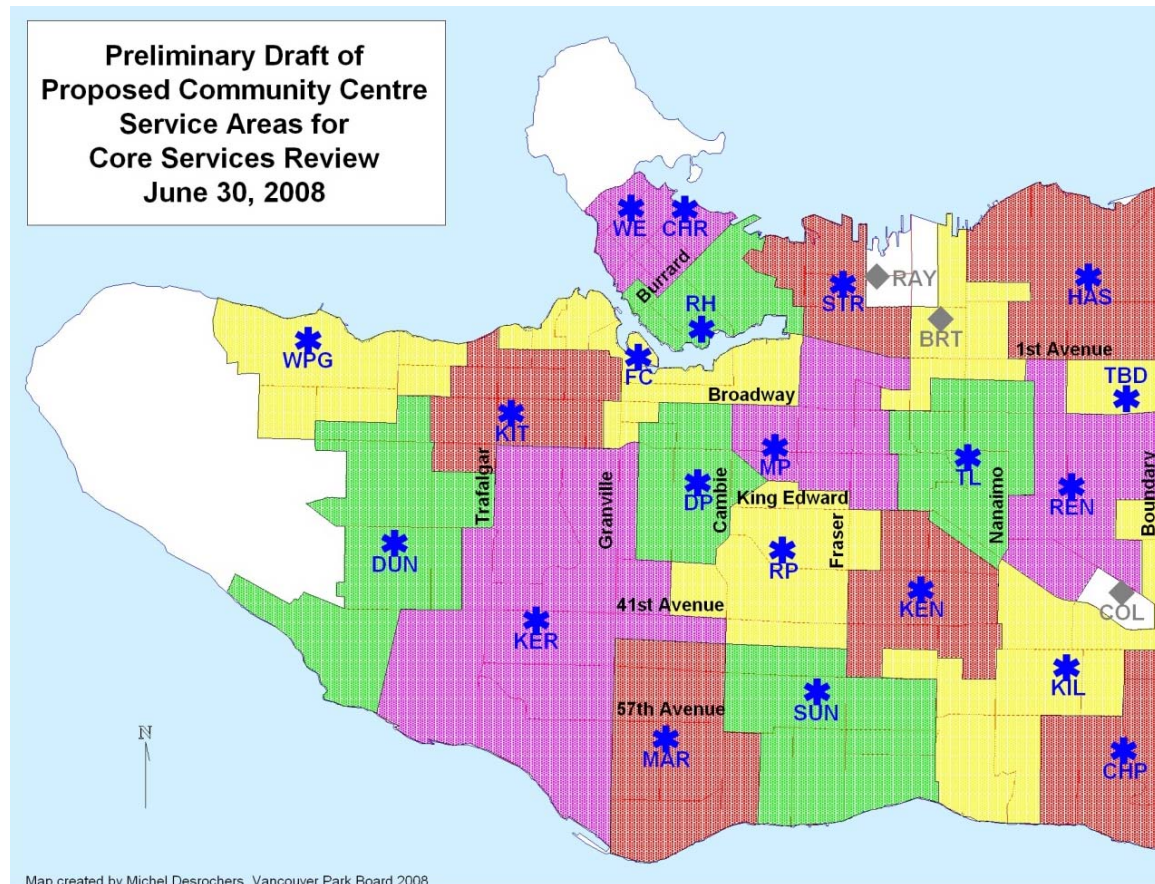 Preliminary Draft of
Proposed Community Centre
Service Areas for
Core Services Review
June 30, 2008
WE
CHR
Burrard
RH
STR
RAY
HAS
BRT
1st Avenue
WPG
FC
TBD
Broadway
KIT
MP
Trafalgar
Granville
DP
Cambie
King Edward
TL
Nanaimo
REN
Boundary
DUN
RP
Fraser
41st Avenue
KEN
COL
KER
KIL
57th Avenue
SUN
N
MAR
CHP
Map created by Michel Desrochers, Vancouver Park Board 2008